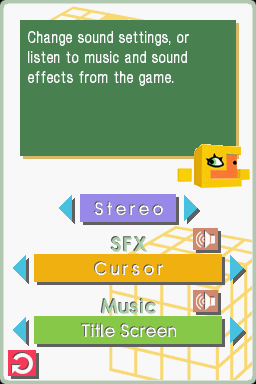 Change sound settings, or
listen to music and sound
effects from the game.
Stereo
SFX
Cursor
Music
Title Screen